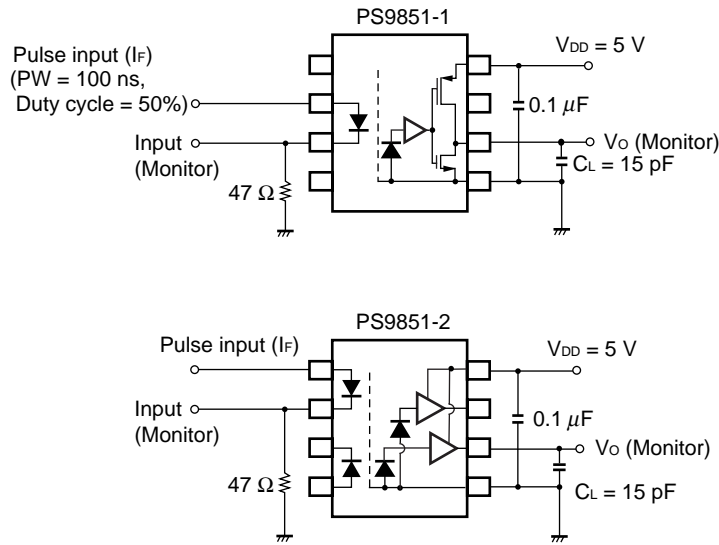 PS9851-1
Pulse input (IF)
(PW = 100 ns,
Duty cycle = 50%)
VDD = 5 V
0.1 μF
Input
(Monitor)
VO (Monitor)
CL = 15 pF
47 Ω
PS9851-2
Pulse input (IF)
VDD = 5 V
Input
(Monitor)
0.1 μF
VO (Monitor)
47 Ω
CL = 15 pF